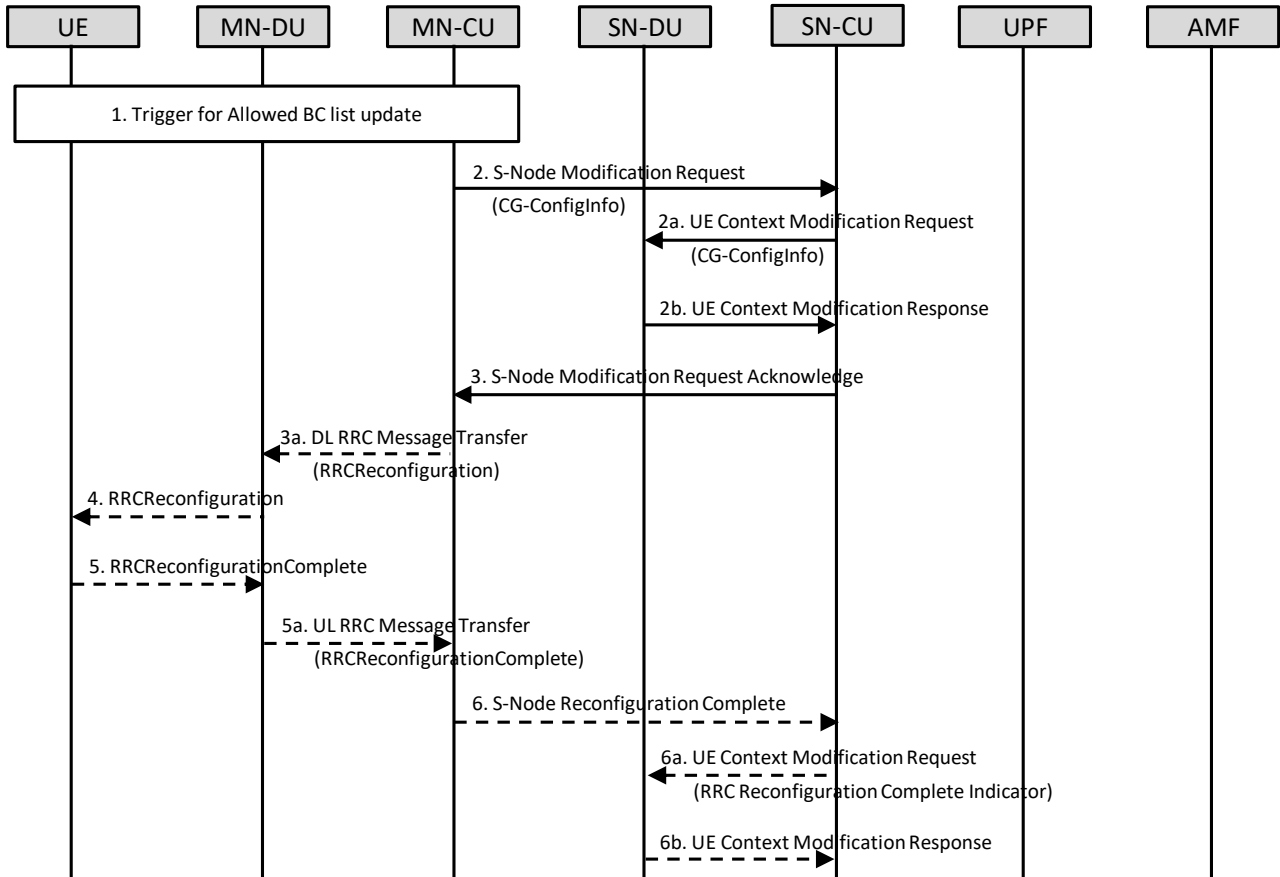 UE
MN-DU
MN-CU
SN-DU
SN-CU
UPF
AMF
1. Trigger for Allowed BC list update
2. S-Node Modification Request
(CG-ConfigInfo)
2a. UE Context Modification Request
(CG-ConfigInfo)
2b. UE Context Modification Response
3. S-Node Modification Request Acknowledge
3a. DL RRC Message Transfer
(RRCReconfiguration)
4. RRCReconfiguration
5. RRCReconfigurationComplete
5a. UL RRC Message Transfer
(RRCReconfigurationComplete)
6. S-Node Reconfiguration Complete
6a. UE Context Modification Request
(RRC Reconfiguration Complete Indicator)
6b. UE Context Modification Response